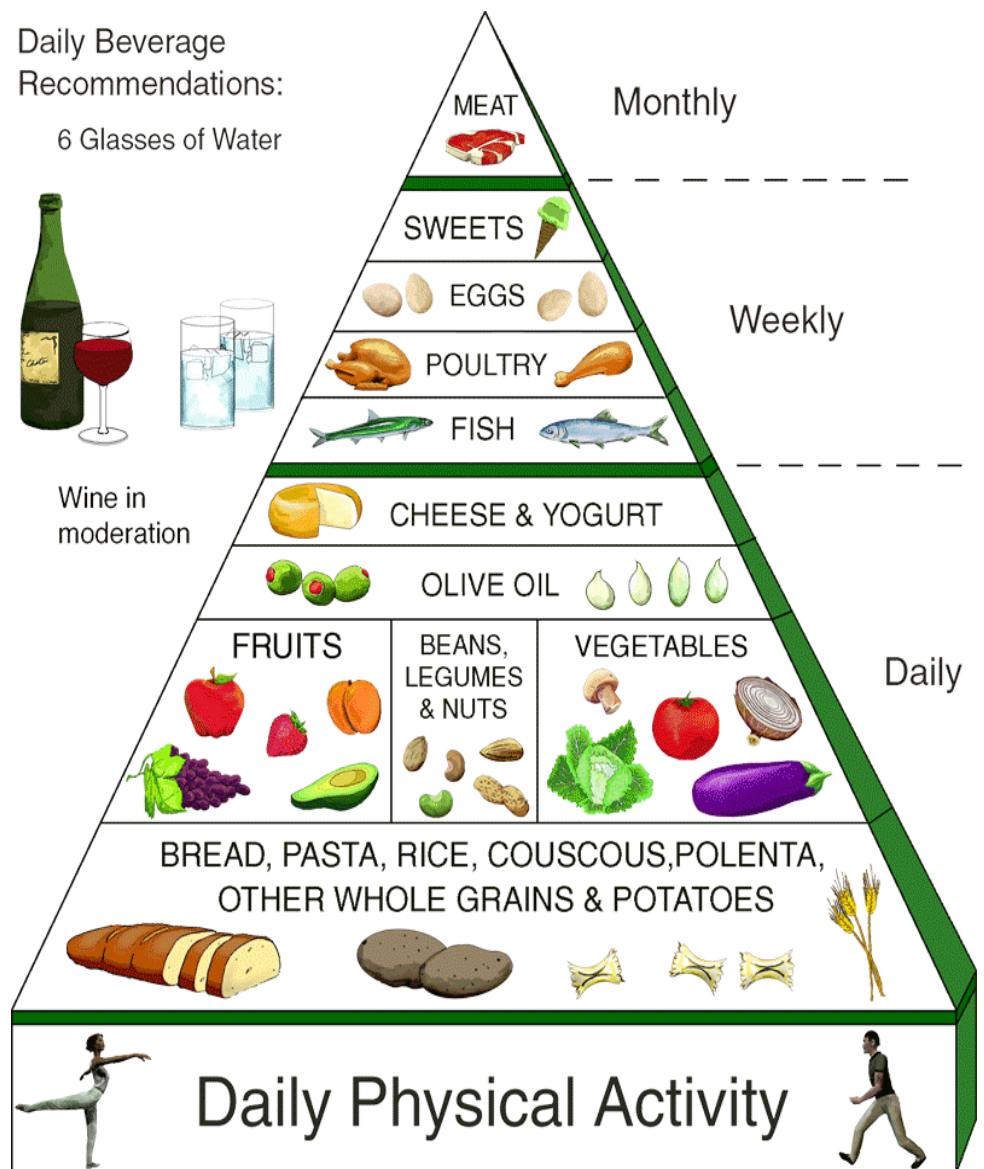 Daily Beverage
Recommendations:
6 Glasses of Water
Wine in
moderation
MEAT
Monthly
SWEETS
EGGS
Weekly
POULTRY
FISH
CHEESE & YOGURT
OLIVE OIL
FRUITS
BEANS,
LEGUMES
& NUTS
VEGETABLES
Daily
BREAD, PASTA, RICE, COUSCOUS,POLENTA,
OTHER WHOLE GRAINS & POTATOES
Daily Physical Activity